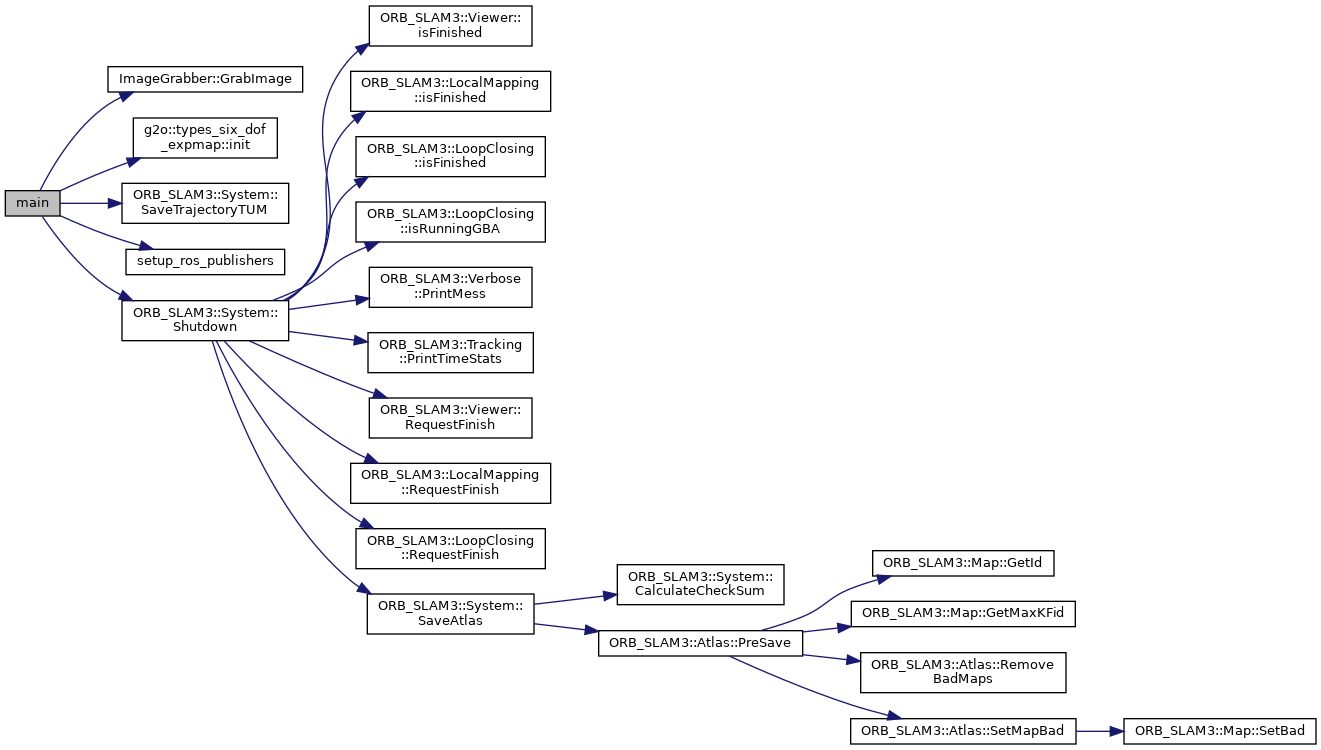 main
ImageGrabber::GrabImage
g2o::types_six_dof
_expmap::init
ORB_SLAM3::System::
SaveTrajectoryTUM
setup_ros_publishers
ORB_SLAM3::System::
Shutdown
ORB_SLAM3::Viewer::
isFinished
ORB_SLAM3::LocalMapping
::isFinished
ORB_SLAM3::LoopClosing
::isFinished
ORB_SLAM3::LoopClosing
::isRunningGBA
ORB_SLAM3::Verbose
::PrintMess
ORB_SLAM3::Tracking
::PrintTimeStats
ORB_SLAM3::Viewer::
RequestFinish
ORB_SLAM3::LocalMapping
::RequestFinish
ORB_SLAM3::LoopClosing
::RequestFinish
ORB_SLAM3::System::
SaveAtlas
ORB_SLAM3::System::
CalculateCheckSum
ORB_SLAM3::Atlas::PreSave
ORB_SLAM3::Map::GetId
ORB_SLAM3::Map::GetMaxKFid
ORB_SLAM3::Atlas::Remove
BadMaps
ORB_SLAM3::Atlas::SetMapBad
ORB_SLAM3::Map::SetBad